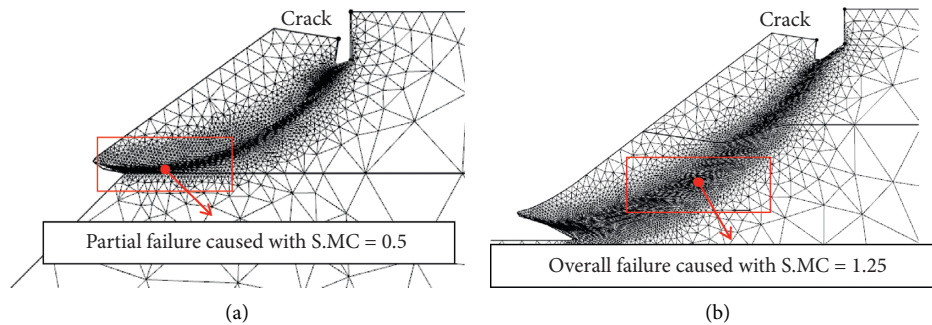 Crack
Partial failure caused with S.MC = 0.5
(a)
Crack
Overall failure caused with S.MC = 1.25
(b)